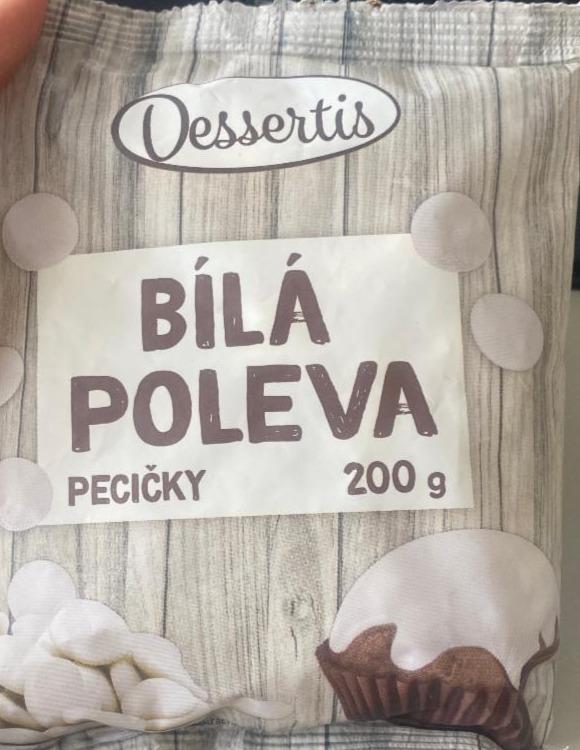 Dessertis
BÍLÁ
POLEVA
PECIČKY 200 g